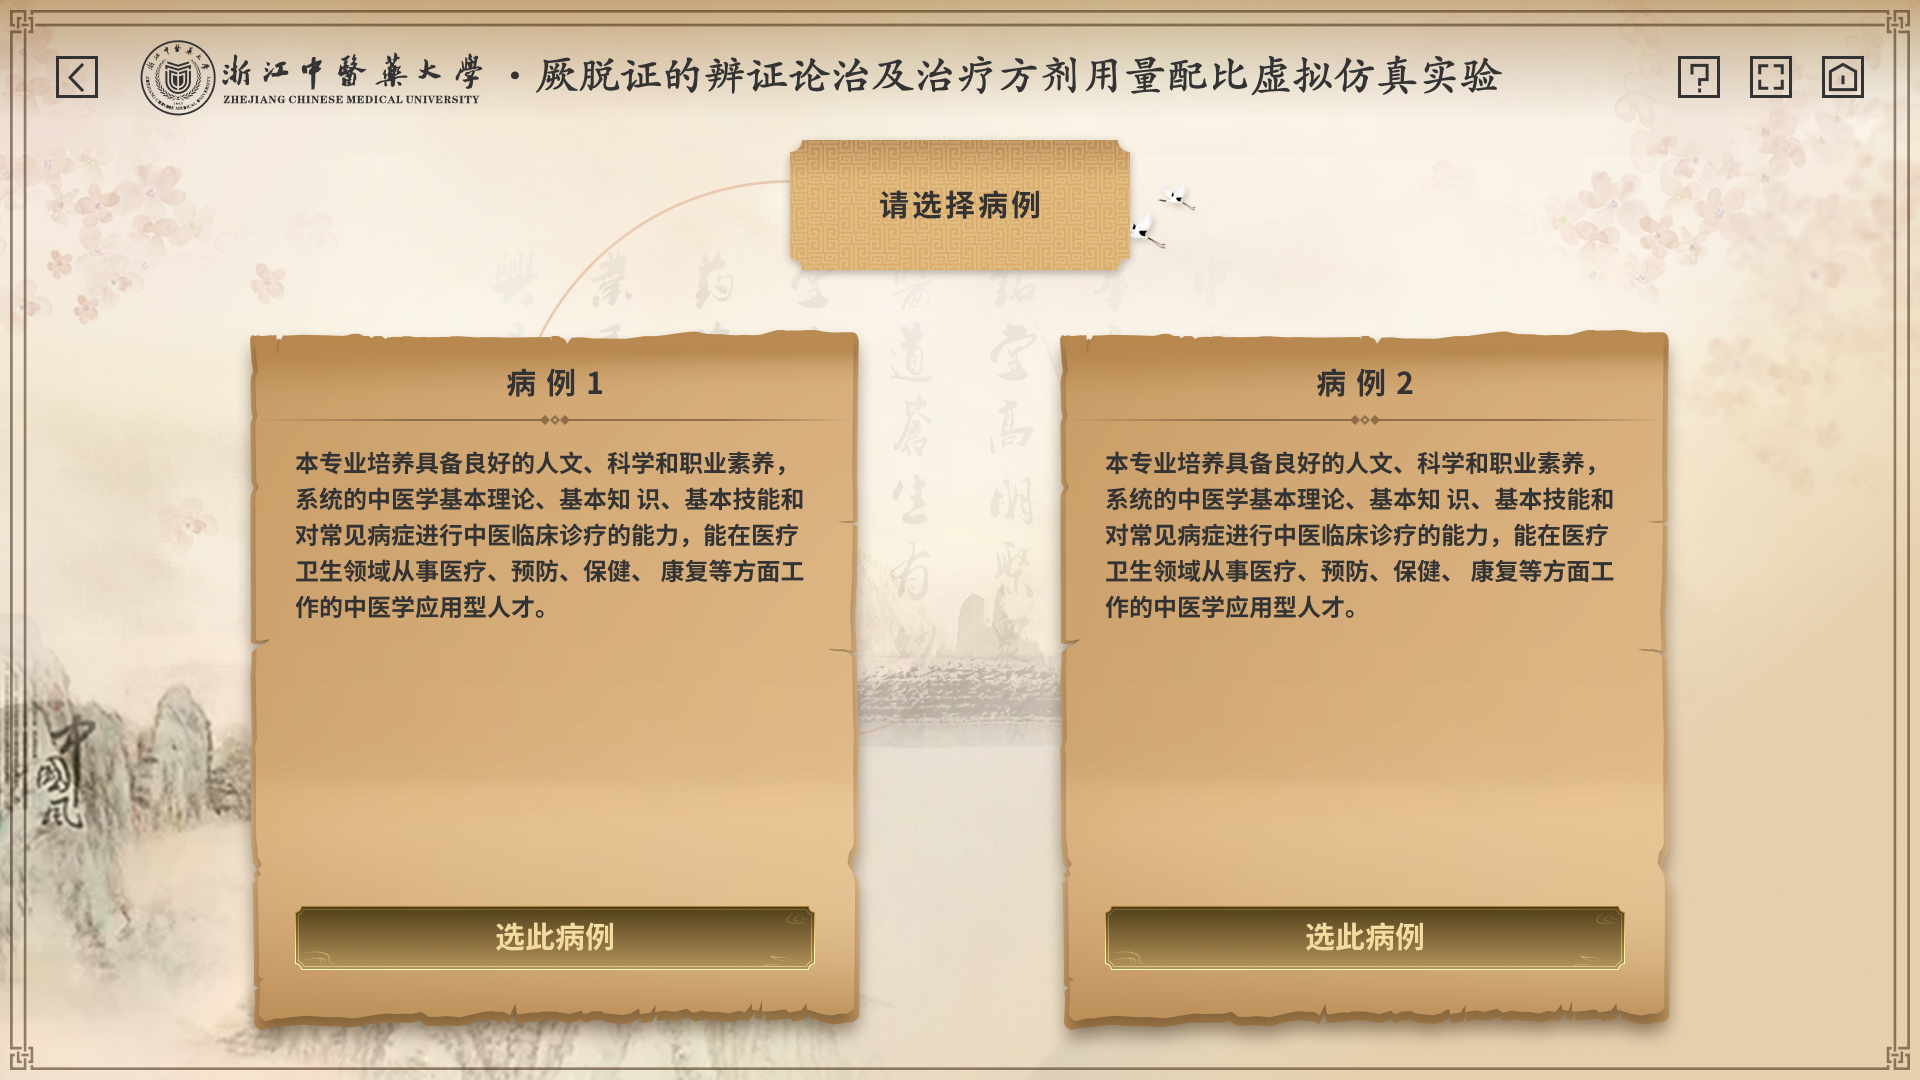 浙江中醫藥大學
ZHEJIANG CHINESE MEDICAL UNIVERSITY
·厥脱证的辨证论治及治疗方剂用量配比虚拟仿真实验
请选择病例
病例1
本专业培养具备良好的人文、科学和职业素养，
系统的中医学基本理论、基本知 识、基本技能和
对常见病症进行中医临床诊疗的能力，能在医疗
卫生领域从事医疗、预防、保健、 康复等方面工
作的中医学应用型人才。
选此病例
病例2
本专业培养具备良好的人文、科学和职业素养，
系统的中医学基本理论、基本知 识、基本技能和
对常见病症进行中医临床诊疗的能力，能在医疗
卫生领域从事医疗、预防、保健、 康复等方面工
作的中医学应用型人才。
选此病例
中國风